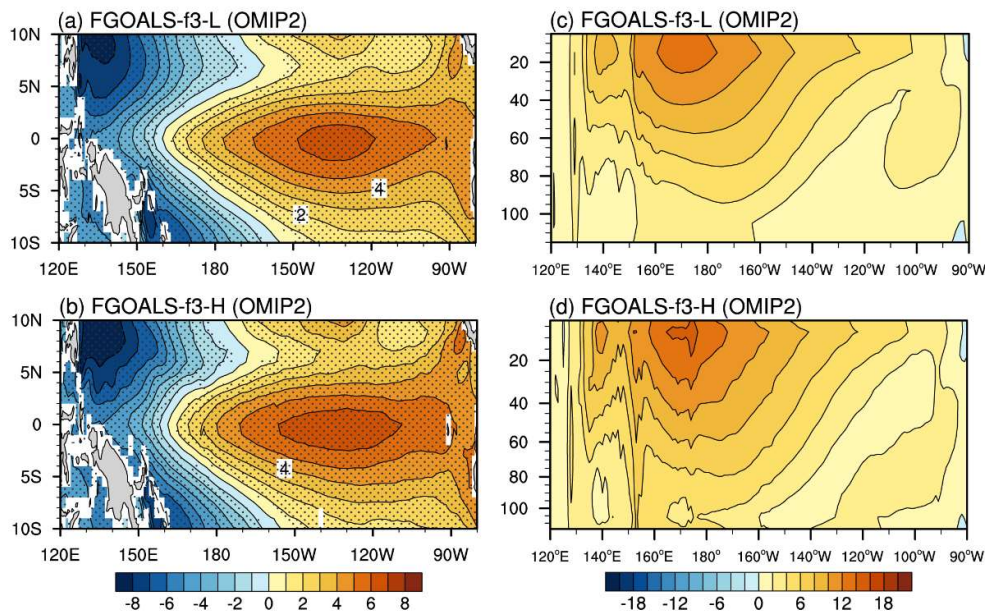 (a) FGOALS-f3-L (OMIP2)
10N
5N
0
5S
10S
4
2
120E 150E 180 150W 120W 90W
c) FGOALS-f3-L (OMIP2)
20
40
60
80
100
120°E 140°E 160°E 180° 160°W 140°W 120°W 100°W 90°W
(b) FGOALS-f3-H (OMIP2)
10N
5N
0
5S
10S
4
120E 150E 180 150W 120W 90W
(d) FGOALS-f3-H (OMIP2)
20
40
60
80
100
120°E 140°E 160°E 180° 160°W 140°W 120°W 100°W 90°W
-8 -6 -4 -2 0 2 4 6 8
-18 -12 -6 0 6 12 18